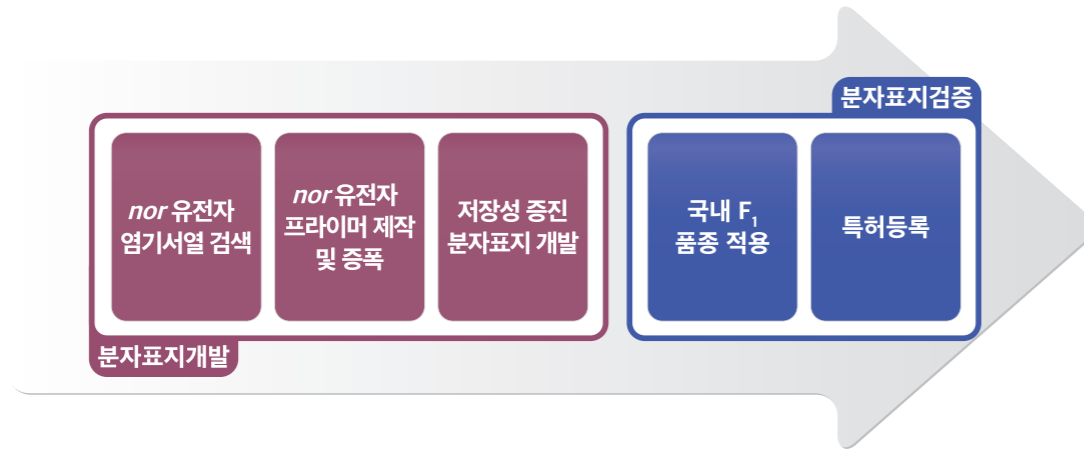 분자표지검증
nor 유전자
염기서열 검색
nor 유전자
프라이머 제작
및 증폭
저장성 증진
분자표지 개발
국내 F₁
품종 적용
특허등록
분자표지개발